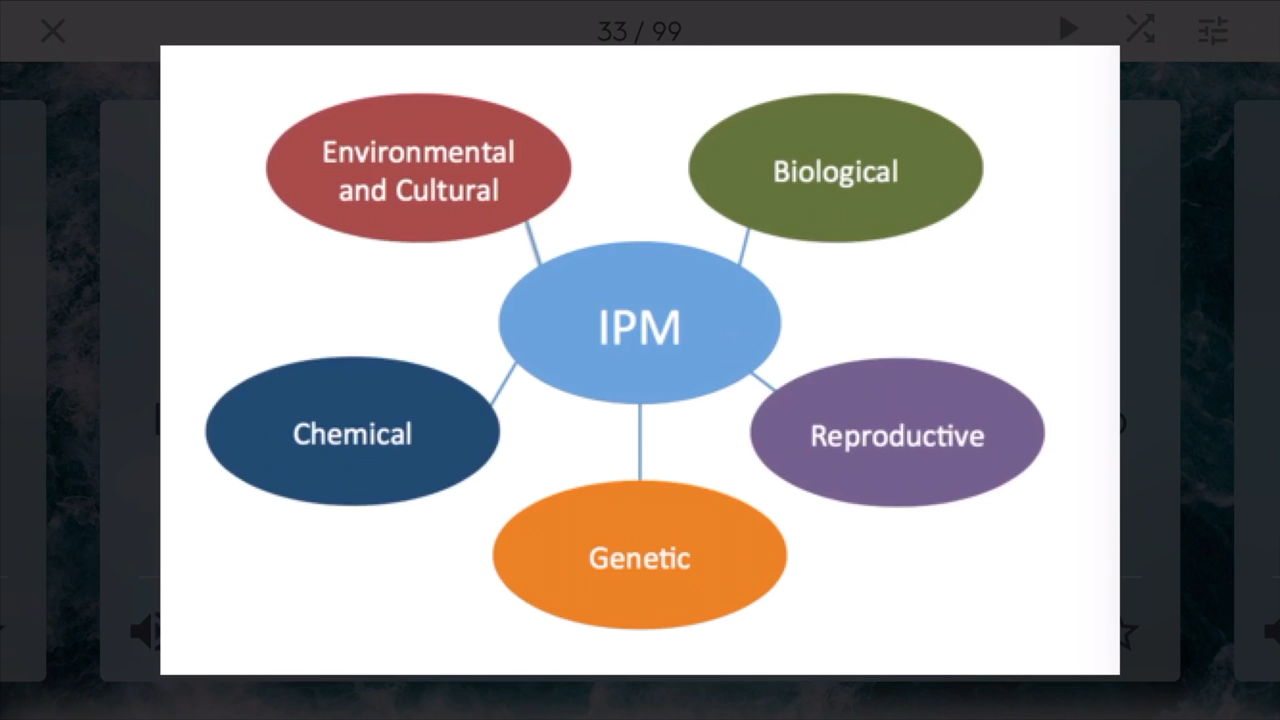 33 / 99
Environmental
and Cultural
Biological
IPM
Chemical
Reproductive
Genetic